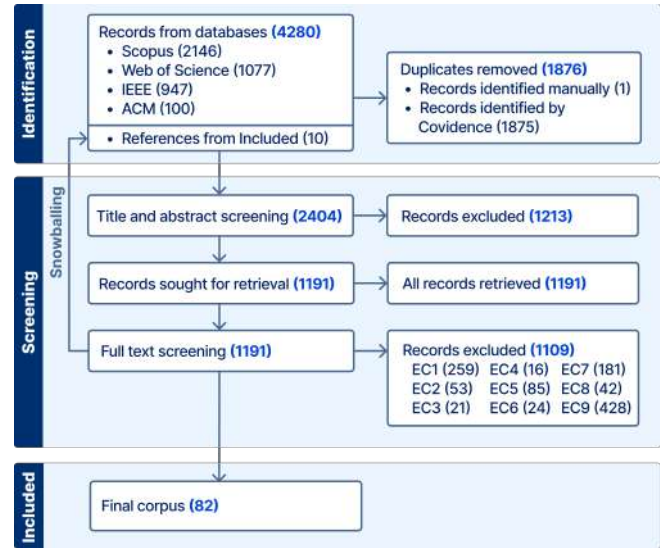 Identification
Records from databases (4280)
• Scopus (2146)
• Web of Science (1077)
• IEEE (947)
• ACM (100)
• References from Included (10)
Duplicates removed (1876)
• Records identified manually (1)
• Records identified by
Covidence (1875)
Snowballing
Screening
Title and abstract screening (2404)
Records excluded (1213)
Records sought for retrieval (1191)
All records retrieved (1191)
Full text screening (1191)
Records excluded (1109)
EC1 (259) EC4 (16) EC7 (181)
EC2 (53) EC5 (85) EC8 (42)
EC3 (21) EC6 (24) EC9 (428)
Included
Final corpus (82)